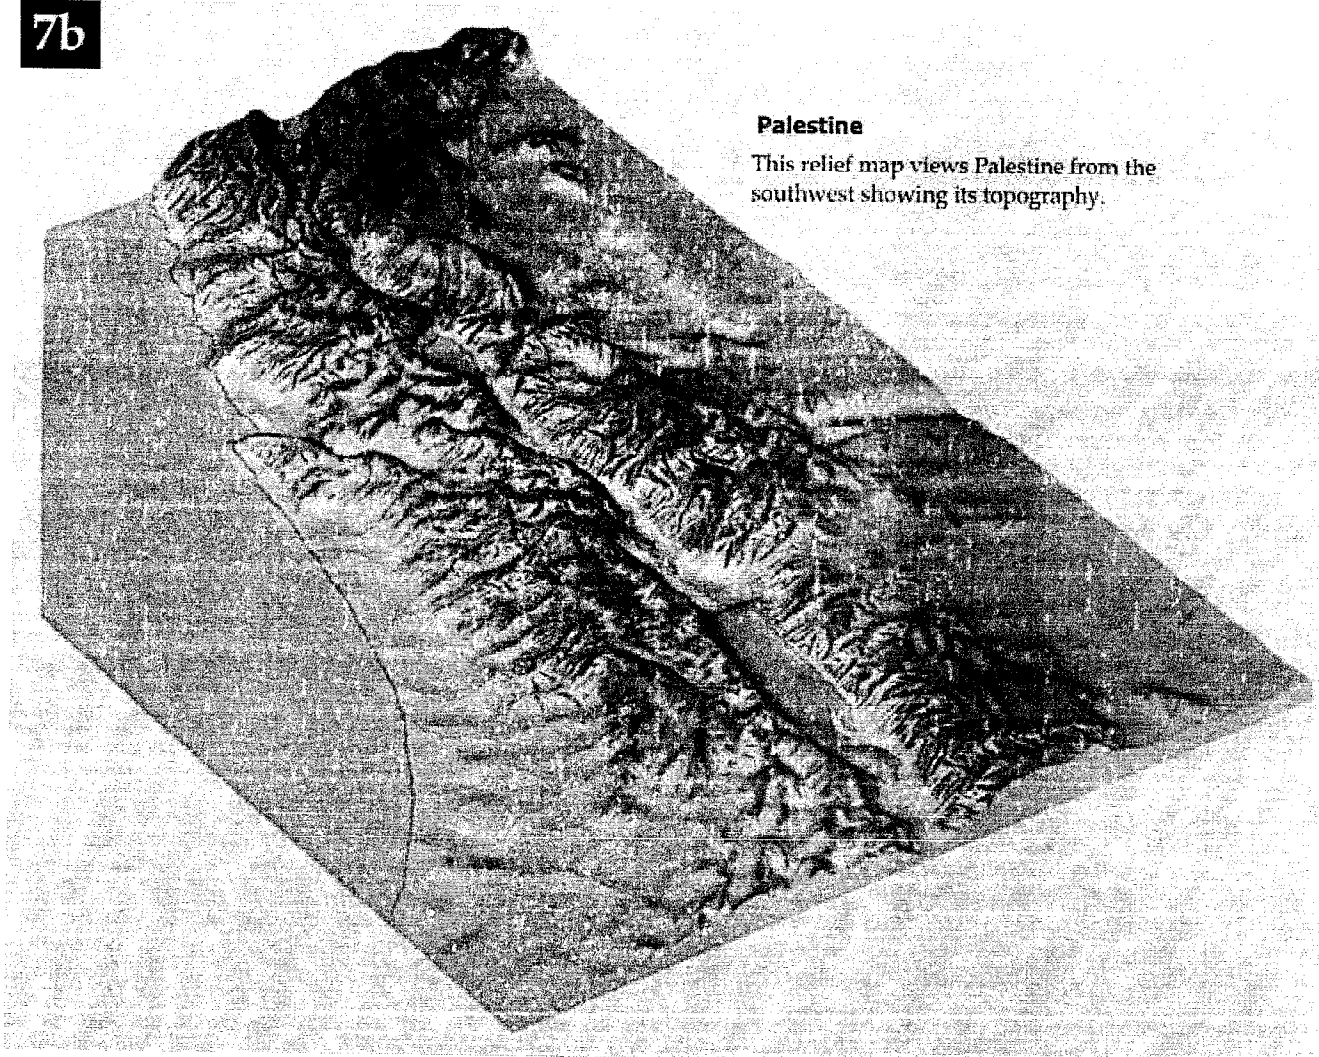 7b
Palestine
This relief map views Palestine from the
southwest showing its topography.